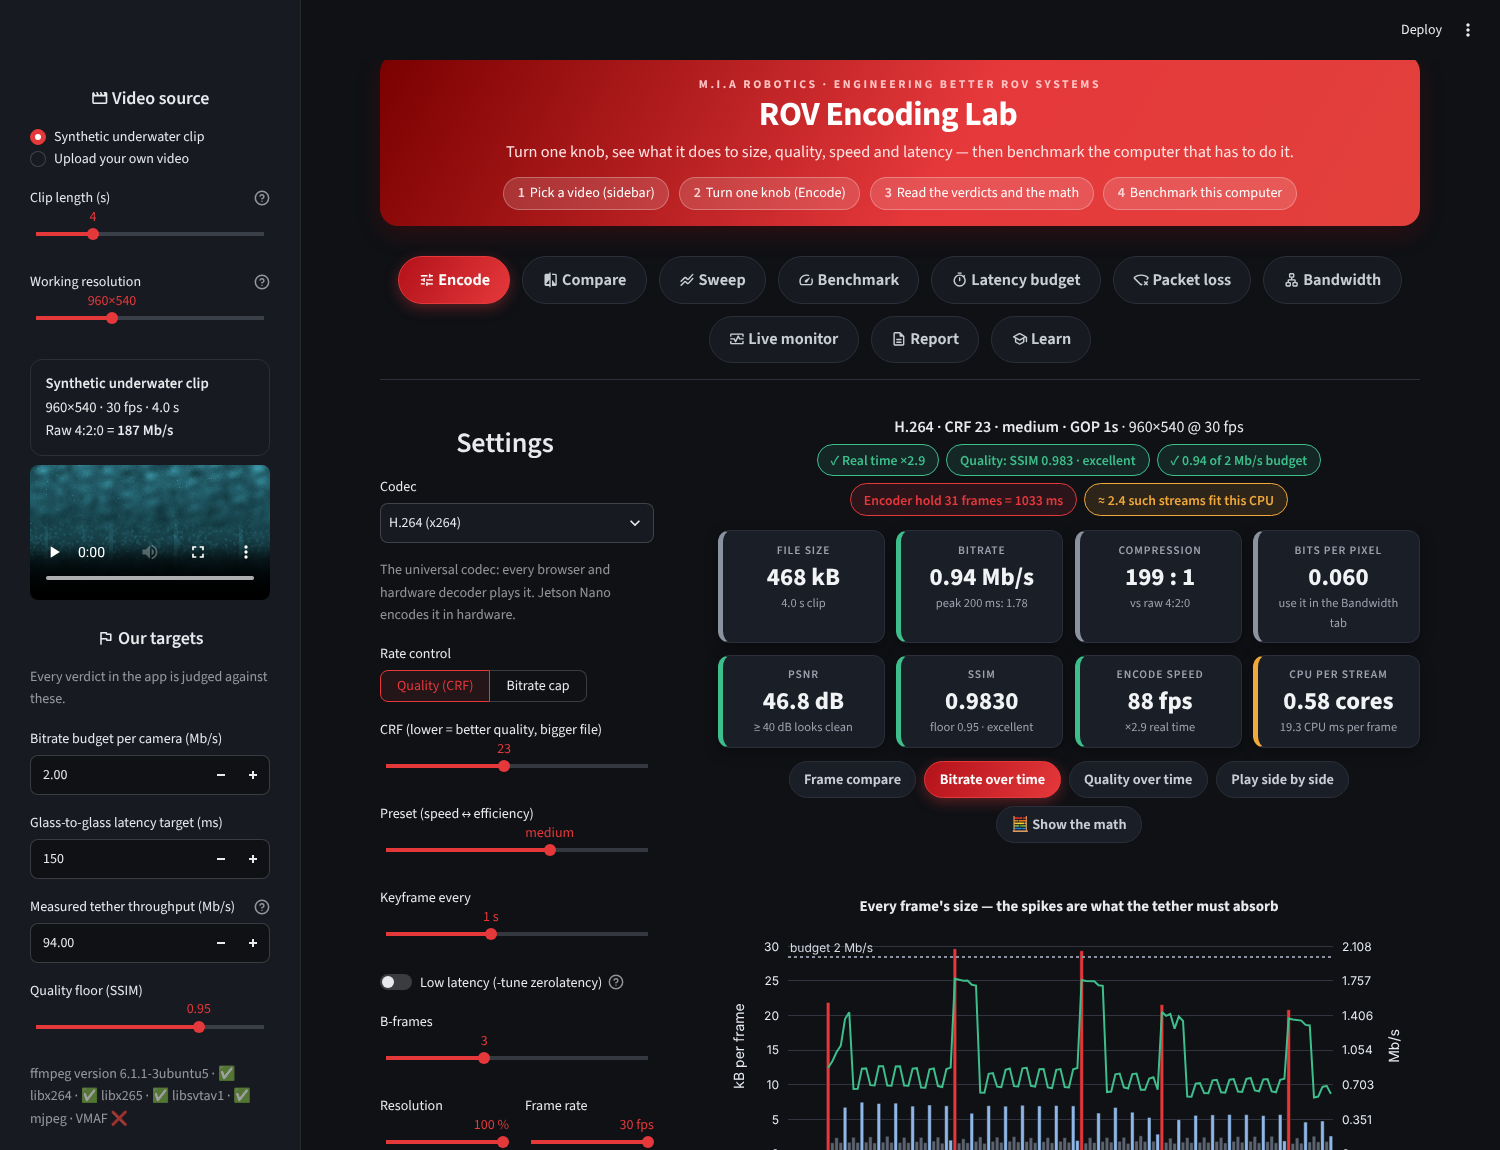 Deploy
Video source
Synthetic underwater clip
Upload your own video
Clip length (s)
4
Working resolution
960×540
Synthetic underwater clip
960×540 · 30 fps · 4.0 s
Raw 4:2:0 = 187 Mb/s
0:00
Our targets
Every verdict in the app is judged against
these.
Bitrate budget per camera (Mb/s)
2.00
Glass-to-glass latency target (ms)
150
Measured tether throughput (Mb/s)
94.00
Quality floor (SSIM)
0.95
ffmpeg version 6.1.1-3ubuntu5 · ✅
libx264 · ✅ libx265 · ✅ libsvtav1 · ✅
mjpeg · VMAF ❌
M.I.A ROBOTICS · ENGINEERING BETTER ROV SYSTEMS
ROV Encoding Lab
Turn one knob, see what it does to size, quality, speed and latency — then benchmark the computer that has to do it.
1 Pick a video (sidebar)
2 Turn one knob (Encode)
3 Read the verdicts and the math
4 Benchmark this computer
Encode
Compare
Sweep
Benchmark
Latency budget
Packet loss
Bandwidth
Live monitor
Report
Learn
Settings
Codec
H.264 (x264)
The universal codec: every browser and
hardware decoder plays it. Jetson Nano
encodes it in hardware.
Rate control
Quality (CRF)
Bitrate cap
CRF (lower = better quality, bigger file)
23
Preset (speed ↔ efficiency)
medium
Keyframe every
1 s
Low latency (-tune zerolatency)
B-frames
3
Resolution
100 %
Frame rate
30 fps
H.264 · CRF 23 · medium · GOP 1s · 960×540 @ 30 fps
✓ Real time ×2.9
Quality: SSIM 0.983 · excellent
✓ 0.94 of 2 Mb/s budget
Encoder hold 31 frames = 1033 ms
≈ 2.4 such streams fit this CPU
FILE SIZE
468 kB
4.0 s clip
BITRATE
0.94 Mb/s
peak 200 ms: 1.78
COMPRESSION
199 : 1
vs raw 4:2:0
BITS PER PIXEL
0.060
use it in the Bandwidth
tab
PSNR
46.8 dB
≥ 40 dB looks clean
SSIM
0.9830
floor 0.95 · excellent
ENCODE SPEED
88 fps
×2.9 real time
CPU PER STREAM
0.58 cores
19.3 CPU ms per frame
Frame compare
Bitrate over time
Quality over time
Play side by side
🧮 Show the math
Every frame's size — the spikes are what the tether must absorb
budget 2 Mb/s
30
25
20
15
10
5
kB per frame
2.108
1.757
1.406
1.054
0.703
0.351
Mb/s